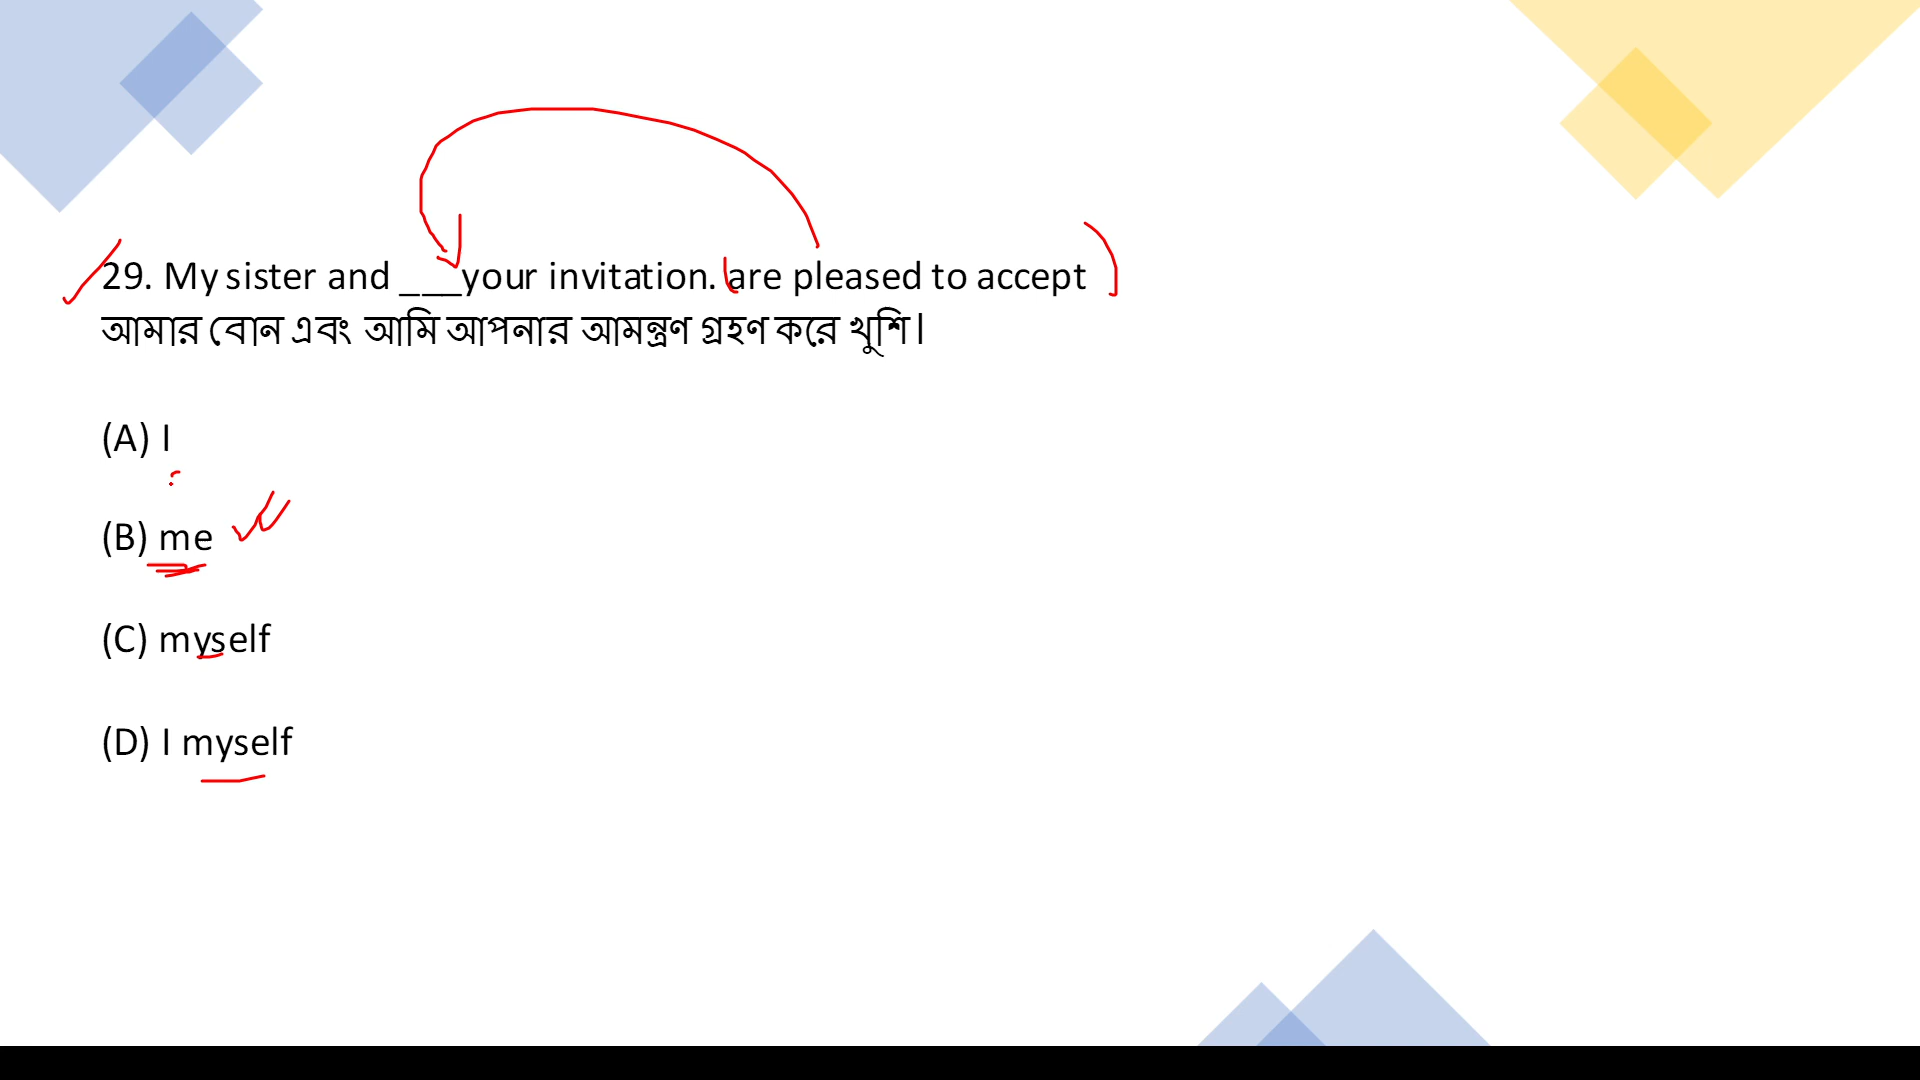 29. My sister and ___your invitation. are pleased to accept
আমার বোন এবং আমি আপনার আমন্ত্রণ গ্রহণ করে খুশি।
(A) I
(B) me
(C) myself
(D) I myself